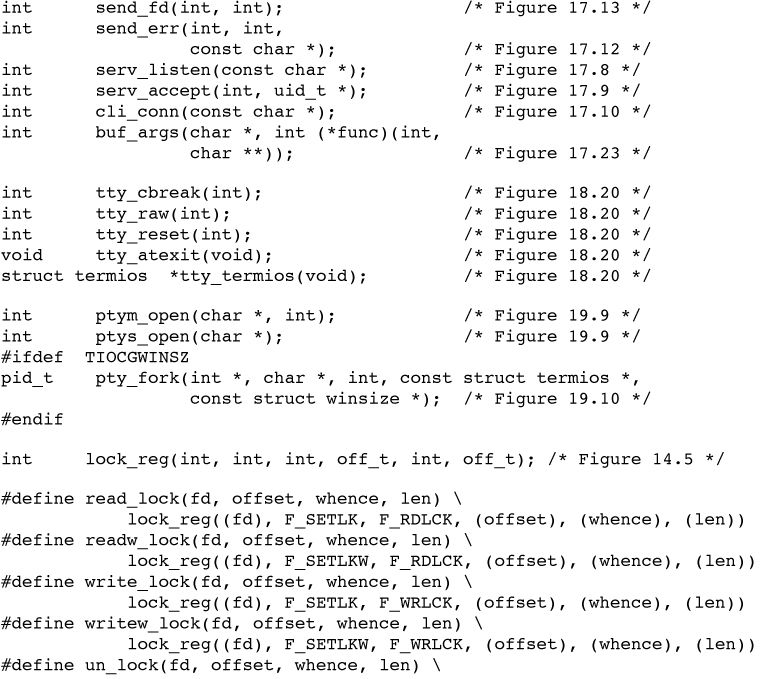 int      send_fd(int, int);                 /* Figure 17.13 */
int      send_err(int, int,
                  const char *);            /* Figure 17.12 */
int      serv_listen(const char *);         /* Figure 17.8 */
int      serv_accept(int, uid_t *);         /* Figure 17.9 */
int      cli_conn(const char *);            /* Figure 17.10 */
int      buf_args(char *, int (*func)(int,
                  char **));                /* Figure 17.23 */

int      tty_cbreak(int);                   /* Figure 18.20 */
int      tty_raw(int);                      /* Figure 18.20 */
int      tty_reset(int);                    /* Figure 18.20 */
void     tty_atexit(void);                  /* Figure 18.20 */
struct termios  *tty_termios(void);         /* Figure 18.20 */

int      ptym_open(char *, int);            /* Figure 19.9 */
int      ptys_open(char *);                 /* Figure 19.9 */
#ifdef  TIOCGWINSZ
pid_t    pty_fork(int *, char *, int, const struct termios *,
                  const struct winsize *);  /* Figure 19.10 */
#endif

int     lock_reg(int, int, int, off_t, int, off_t); /* Figure 14.5 */

#define read_lock(fd, offset, whence, len) \
            lock_reg((fd), F_SETLK, F_RDLCK, (offset), (whence), (len))
#define readw_lock(fd, offset, whence, len) \
            lock_reg((fd), F_SETLKW, F_RDLCK, (offset), (whence), (len))
#define write_lock(fd, offset, whence, len) \
            lock_reg((fd), F_SETLK, F_WRLCK, (offset), (whence), (len))
#define writew_lock(fd, offset, whence, len) \
            lock_reg((fd), F_SETLKW, F_WRLCK, (offset), (whence), (len))
#define un_lock(fd, offset, whence, len) \